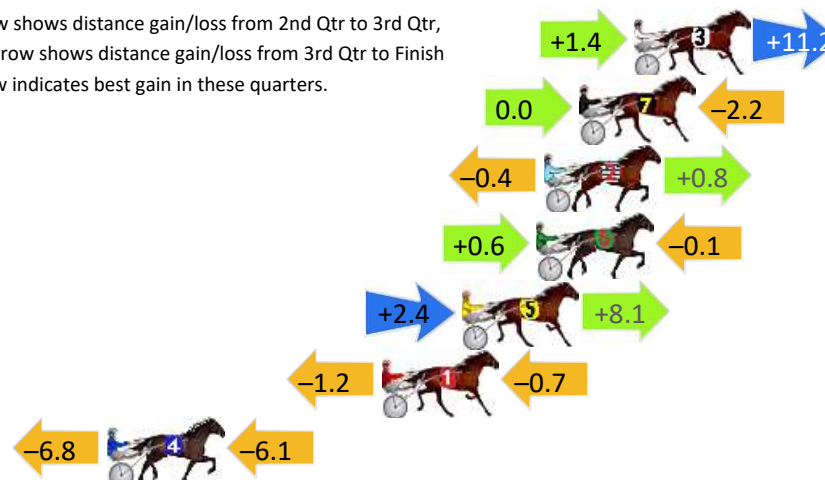 w shows distance gain/loss from 2nd Qtr to 3rd Qtr,
row shows distance gain/loss from 3rd Qtr to Finish
w indicates best gain in these quarters.
+1.4 3 +11.2
0.0 7 –2.2
–0.4 2 +0.8
+0.6 6 –0.1
+2.4 5 +8.1
–1.2 1 –0.7
–6.8 4 –6.1